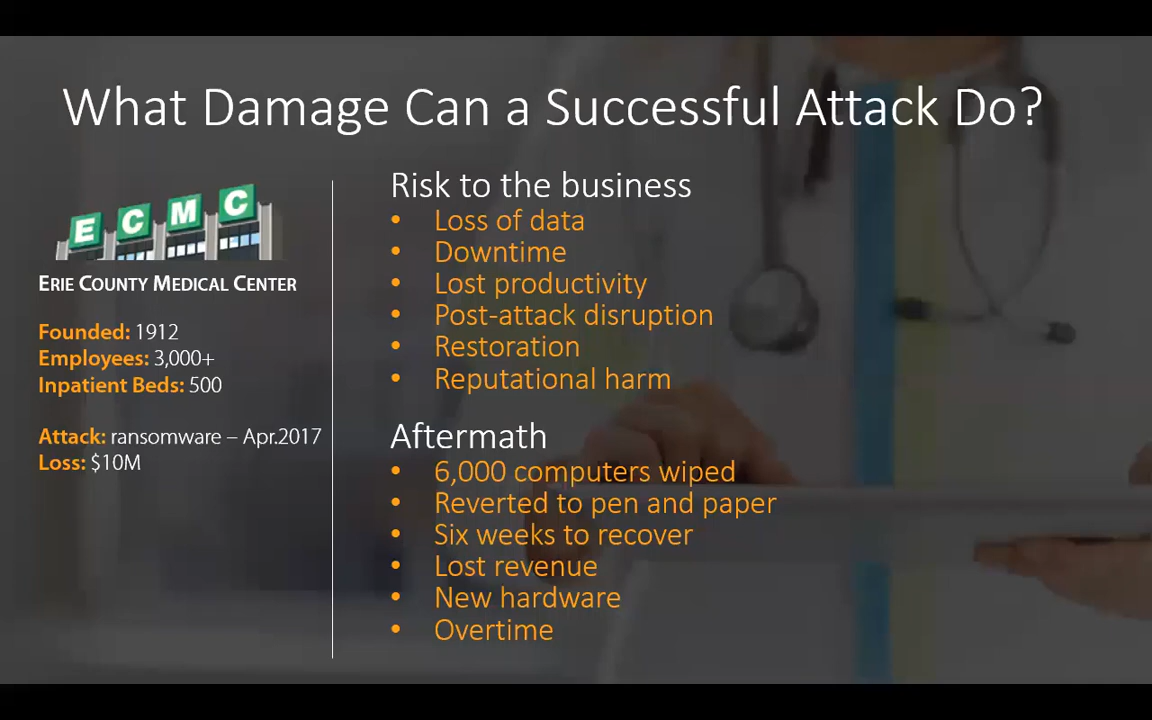 What Damage Can a Successful Attack Do?
E C M C
ERIE COUNTY MEDICAL CENTER
Founded: 1912
Employees: 3,000+
Inpatient Beds: 500
Attack: ransomware – Apr.2017
Loss: $10M
Risk to the business
• Loss of data
• Downtime
• Lost productivity
• Post-attack disruption
• Restoration
• Reputational harm
Aftermath
• 6,000 computers wiped
• Reverted to pen and paper
• Six weeks to recover
• Lost revenue
• New hardware
• Overtime